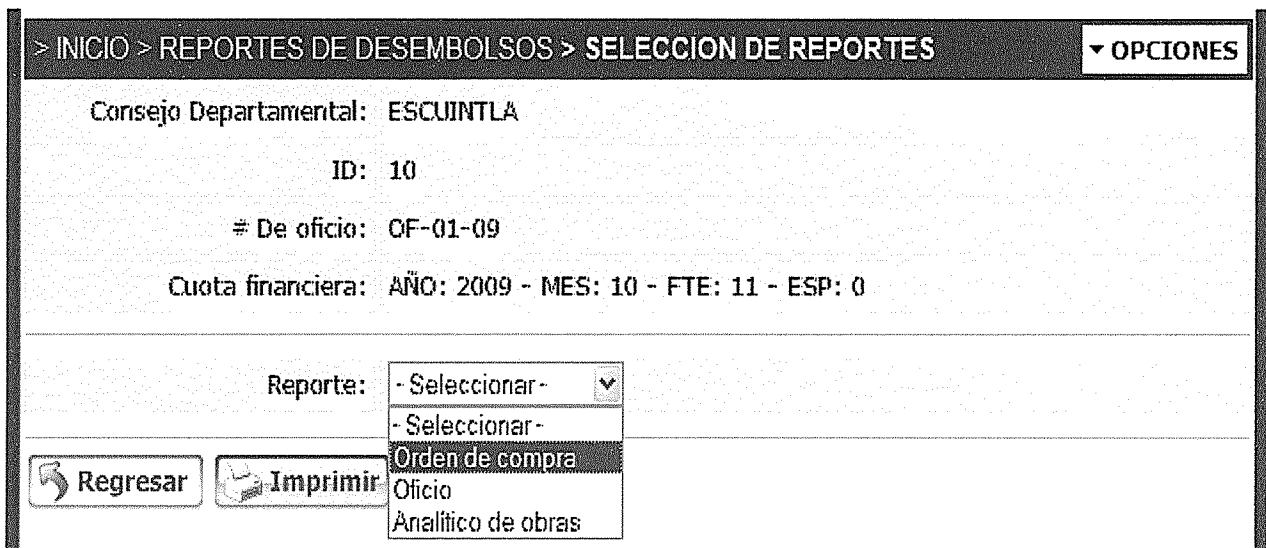 > INICIO > REPORTES DE DESEMBOLSOS > SELECCION DE REPORTES ▾ OPCIONES
Consejo Departamental: ESCUINTLA
ID: 10
# De oficio: OF-01-09
Cuota financiera: AÑO: 2009 - MES: 10 - FTE: 11 - ESP: 0
Reporte: - Seleccionar -
- Seleccionar -
Orden de compra
Oficio
Analítico de obras
Regresar Imprimir